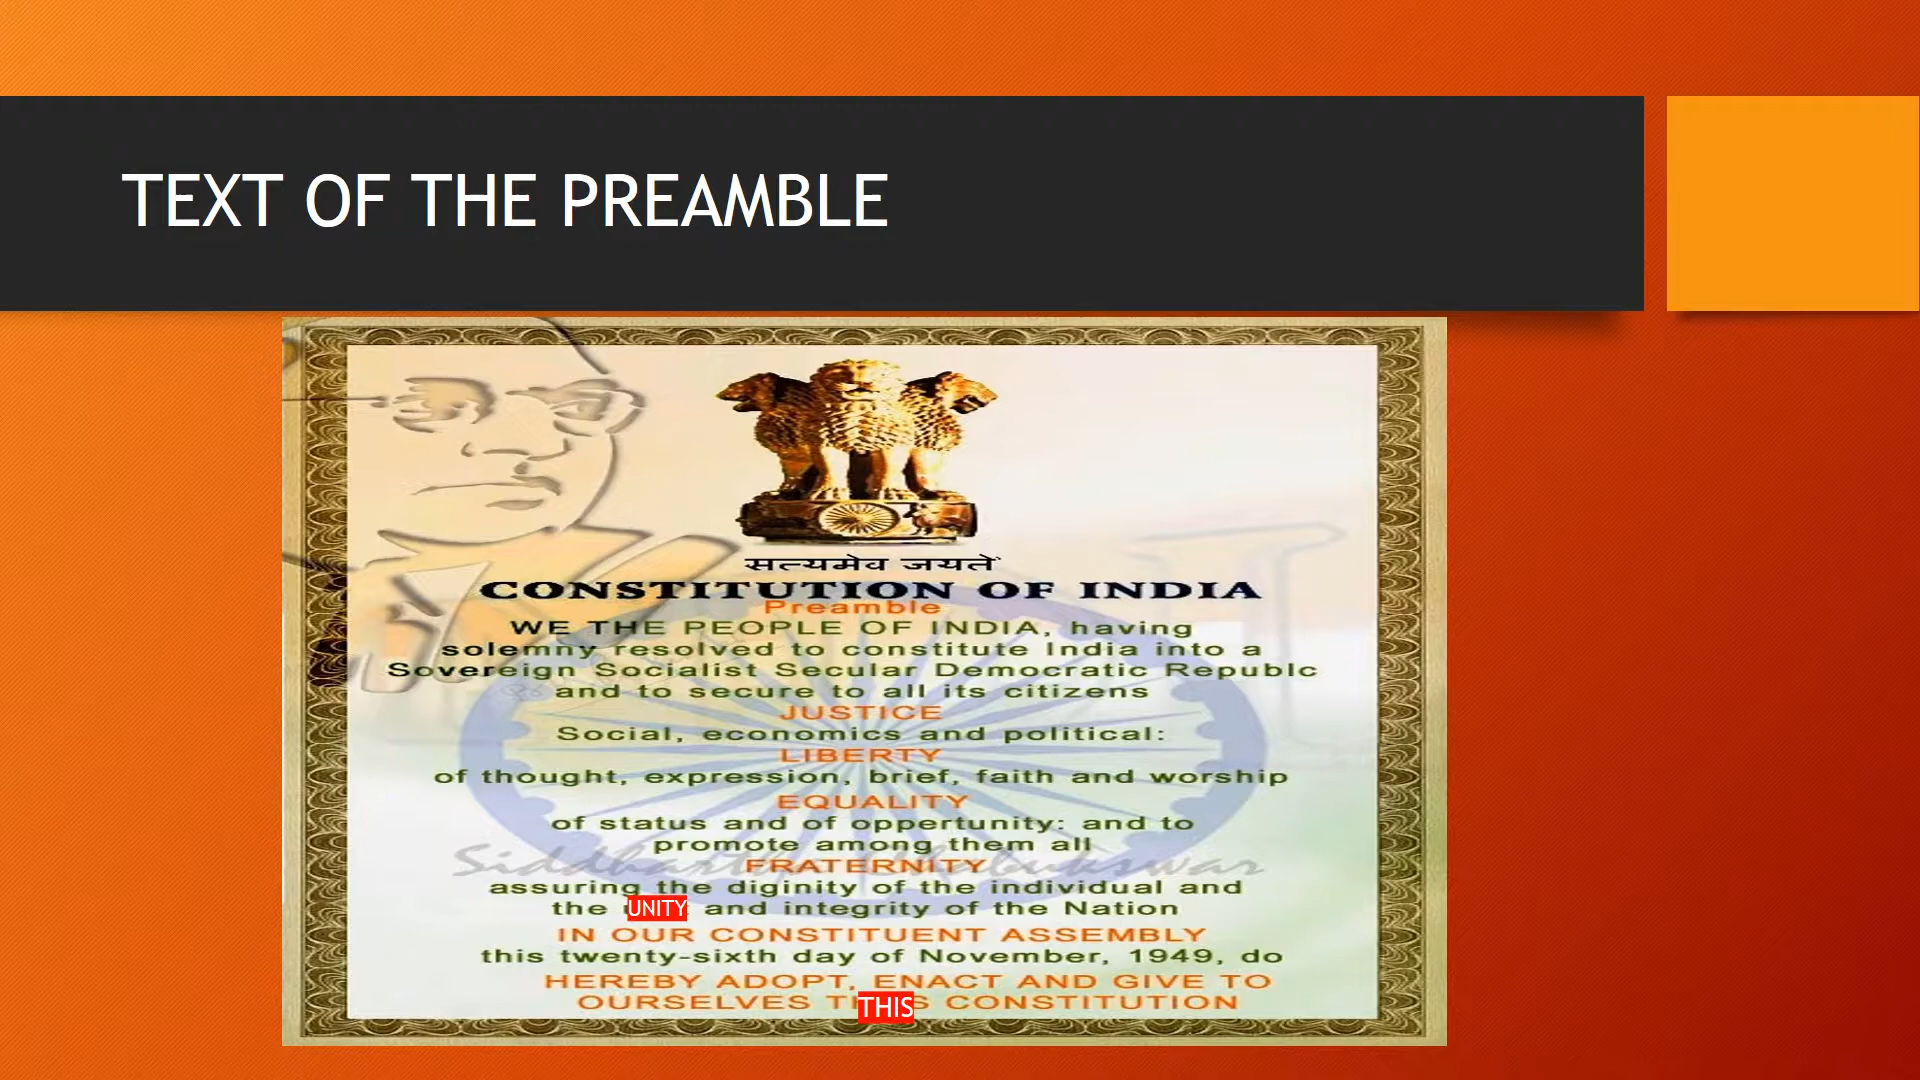 TEXT OF THE PREAMBLE
सत्यमेव जयते
CONSTITUTION OF INDIA
Preamble
WE THE PEOPLE OF INDIA, having
solemny resolved to constitute India into a
Sovereign Socialist Secular Democratic Republc
and to secure to all its citizens
JUSTICE
Social, economics and political:
LIBERTY
of thought, expression, brief, faith and worship
EQUALITY
of status and of oppertunity: and to
promote among them all
FRATERNITY
assuring the diginity of the individual and
the UNITY and integrity of the Nation
IN OUR CONSTITUENT ASSEMBLY
this twenty-sixth day of November, 1949, do
HEREBY ADOPT, ENACT AND GIVE TO
OURSELVES THIS CONSTITUTION